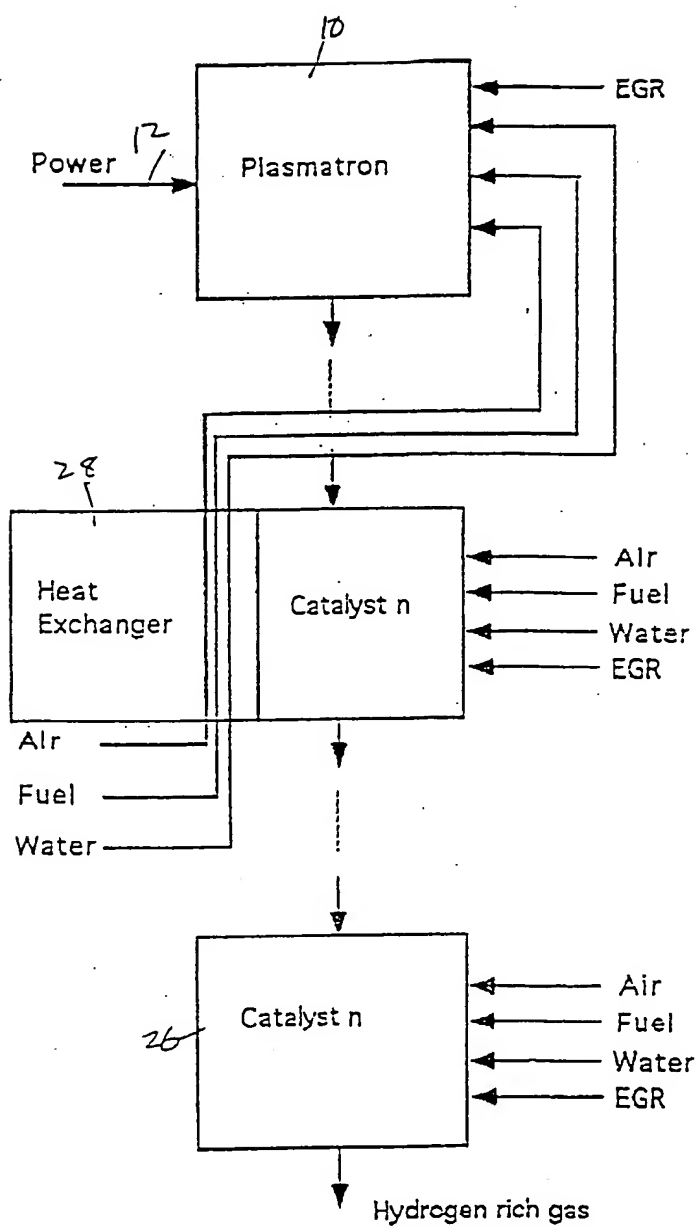 10
EGR
12
Power
Plasmatron
28
Heat
Exchanger
Catalyst n
Air
Fuel
Water
EGR
Air
Fuel
Water
Catalyst n
26
Air
Fuel
Water
EGR
Hydrogen rich gas